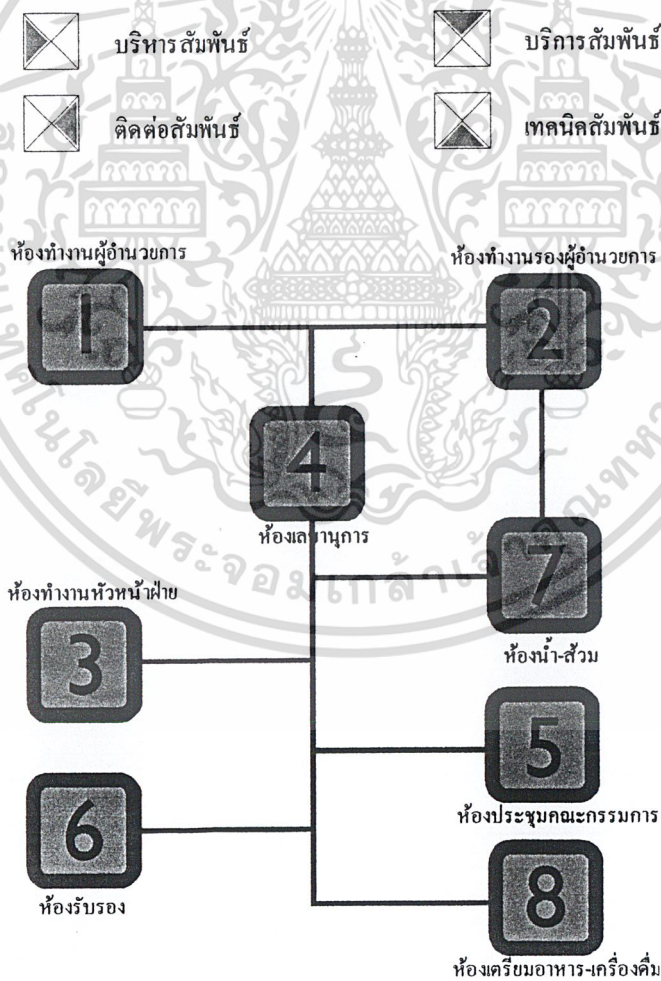 บริหารสัมพันธ์
บริการสัมพันธ์
ติดต่อสัมพันธ์
เทคนิคสัมพันธ์
ห้องทำงานผู้อำนวยการ
ห้องทำงานรองผู้อำนวยการ
1
2
4
ห้องเลขานุการ
ห้องทำงานหัวหน้าฝ่าย
3
7
ห้องน้ำ-ส้วม
5
ห้องประชุมคณะกรรมการ
6
ห้องรับรอง
8
ห้องเตรียมอาหาร-เครื่องดื่ม